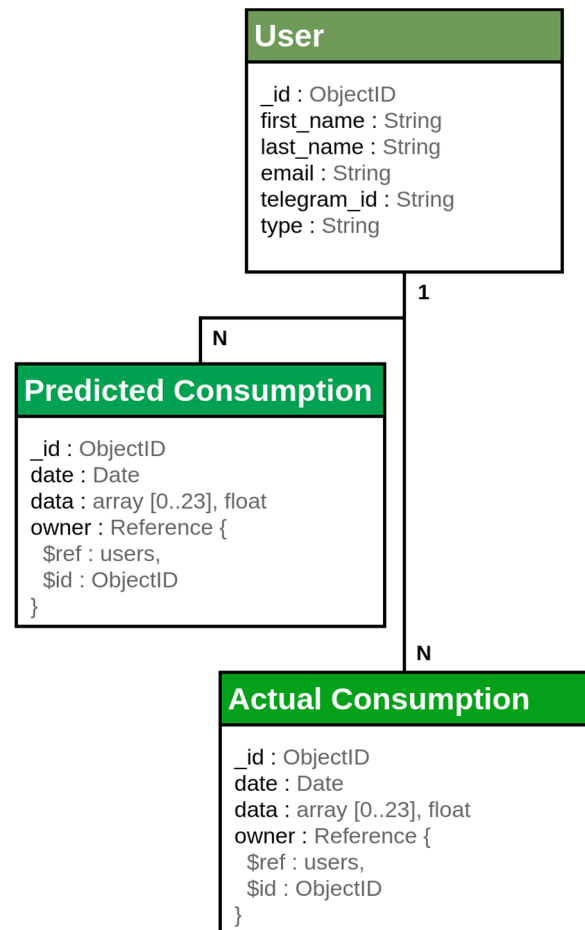 User
_id : ObjectID
first_name : String
last_name : String
email : String
telegram_id : String
type : String
1
N
Predicted Consumption
_id : ObjectID
date : Date
data : array [0..23], float
owner : Reference {
$ref : users,
$id : ObjectID
}
N
Actual Consumption
_id : ObjectID
date : Date
data : array [0..23], float
owner : Reference {
$ref : users,
$id : ObjectID
}